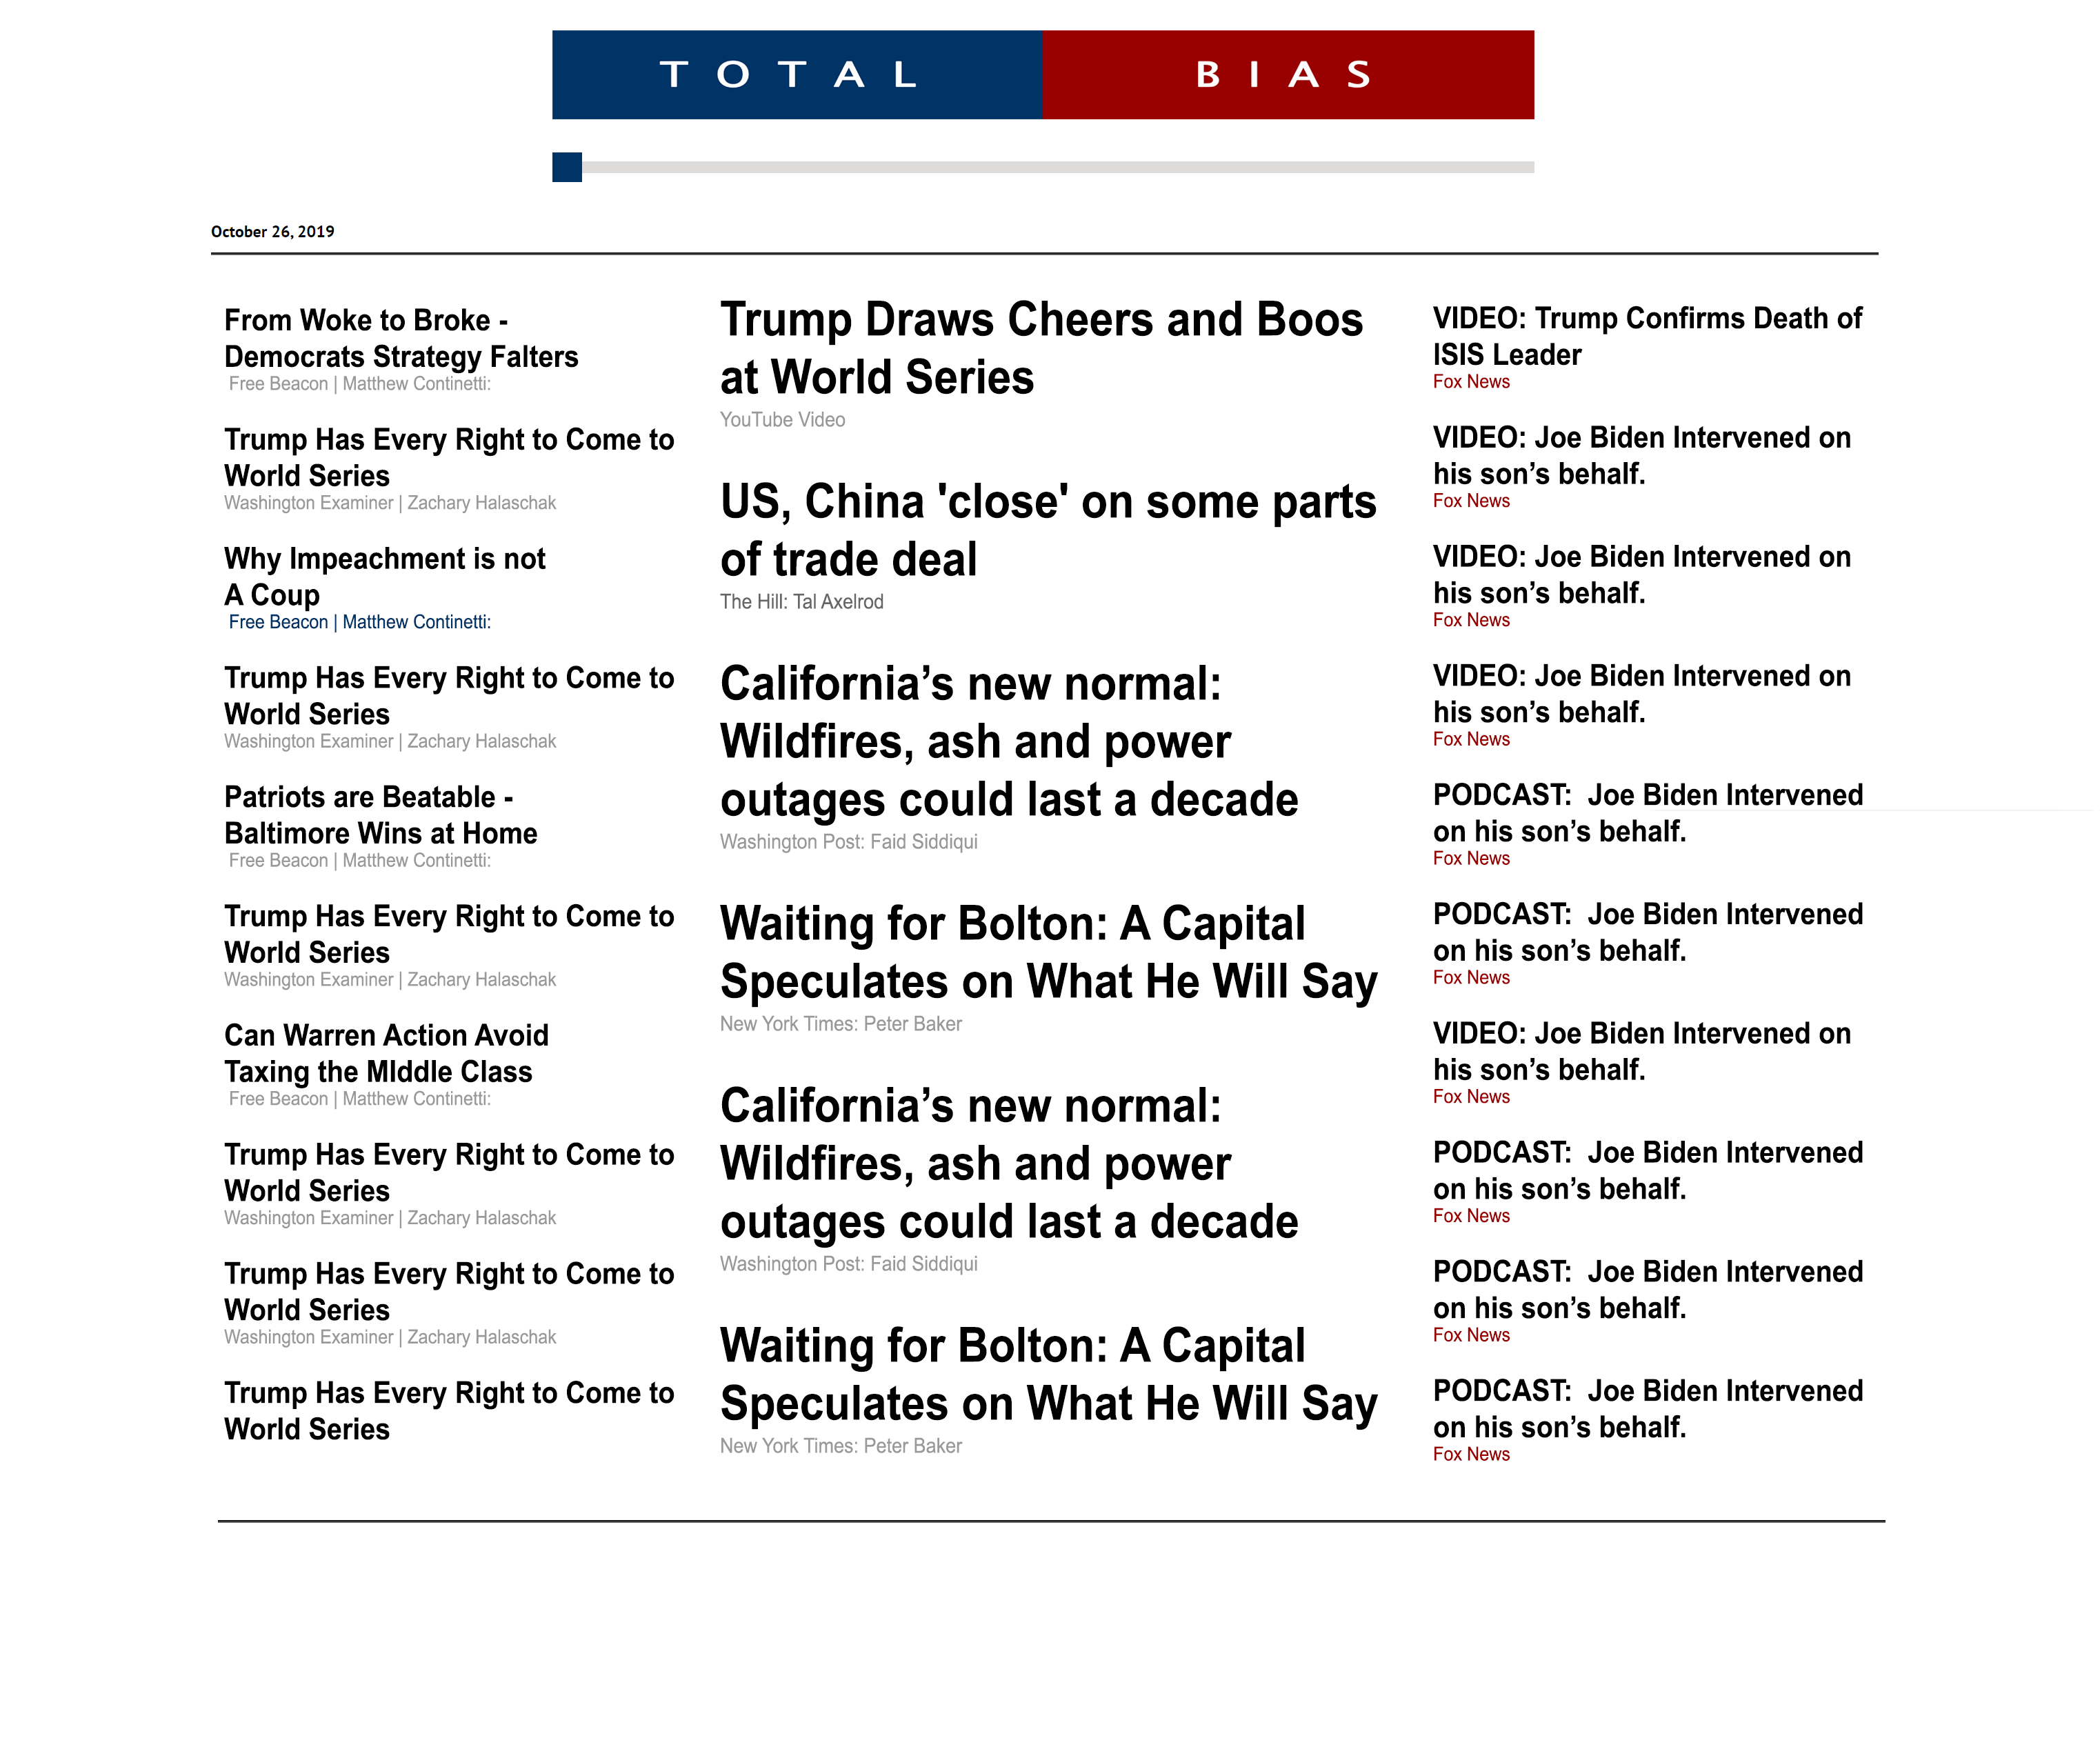 TOTAL BIAS
October 26, 2019
From Woke to Broke -
Democrats Strategy Falters
Free Beacon | Matthew Continetti:
Trump Has Every Right to Come to
World Series
Washington Examiner | Zachary Halaschak
Why Impeachment is not
A Coup
Free Beacon | Matthew Continetti:
Trump Has Every Right to Come to
World Series
Washington Examiner | Zachary Halaschak
Patriots are Beatable -
Baltimore Wins at Home
Free Beacon | Matthew Continetti:
Trump Has Every Right to Come to
World Series
Washington Examiner | Zachary Halaschak
Can Warren Action Avoid
Taxing the MIddle Class
Free Beacon | Matthew Continetti:
Trump Has Every Right to Come to
World Series
Washington Examiner | Zachary Halaschak
Trump Has Every Right to Come to
World Series
Washington Examiner | Zachary Halaschak
Trump Has Every Right to Come to
World Series
Trump Draws Cheers and Boos
at World Series
YouTube Video
US, China 'close' on some parts
of trade deal
The Hill: Tal Axelrod
California’s new normal:
Wildfires, ash and power
outages could last a decade
Washington Post: Faid Siddiqui
Waiting for Bolton: A Capital
Speculates on What He Will Say
New York Times: Peter Baker
California’s new normal:
Wildfires, ash and power
outages could last a decade
Washington Post: Faid Siddiqui
Waiting for Bolton: A Capital
Speculates on What He Will Say
New York Times: Peter Baker
VIDEO: Trump Confirms Death of
ISIS Leader
Fox News
VIDEO: Joe Biden Intervened on
his son’s behalf.
Fox News
VIDEO: Joe Biden Intervened on
his son’s behalf.
Fox News
VIDEO: Joe Biden Intervened on
his son’s behalf.
Fox News
PODCAST: Joe Biden Intervened
on his son’s behalf.
Fox News
PODCAST: Joe Biden Intervened
on his son’s behalf.
Fox News
VIDEO: Joe Biden Intervened on
his son’s behalf.
Fox News
PODCAST: Joe Biden Intervened
on his son’s behalf.
Fox News
PODCAST: Joe Biden Intervened
on his son’s behalf.
Fox News
PODCAST: Joe Biden Intervened
on his son’s behalf.
Fox News